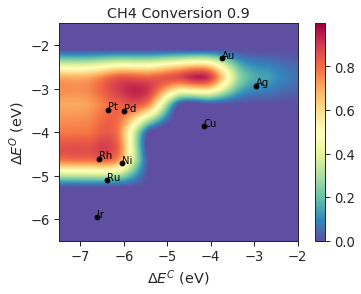 CH4 Conversion 0.9
ΔE^O (eV)
−2
−3
−4
−5
−6
Au
Ag
Pt
Pd
Cu
Rh
Ni
Ru
Ir
−7
−6
−5
−4
−3
−2
ΔE^C (eV)
0.8
0.6
0.4
0.2
0.0